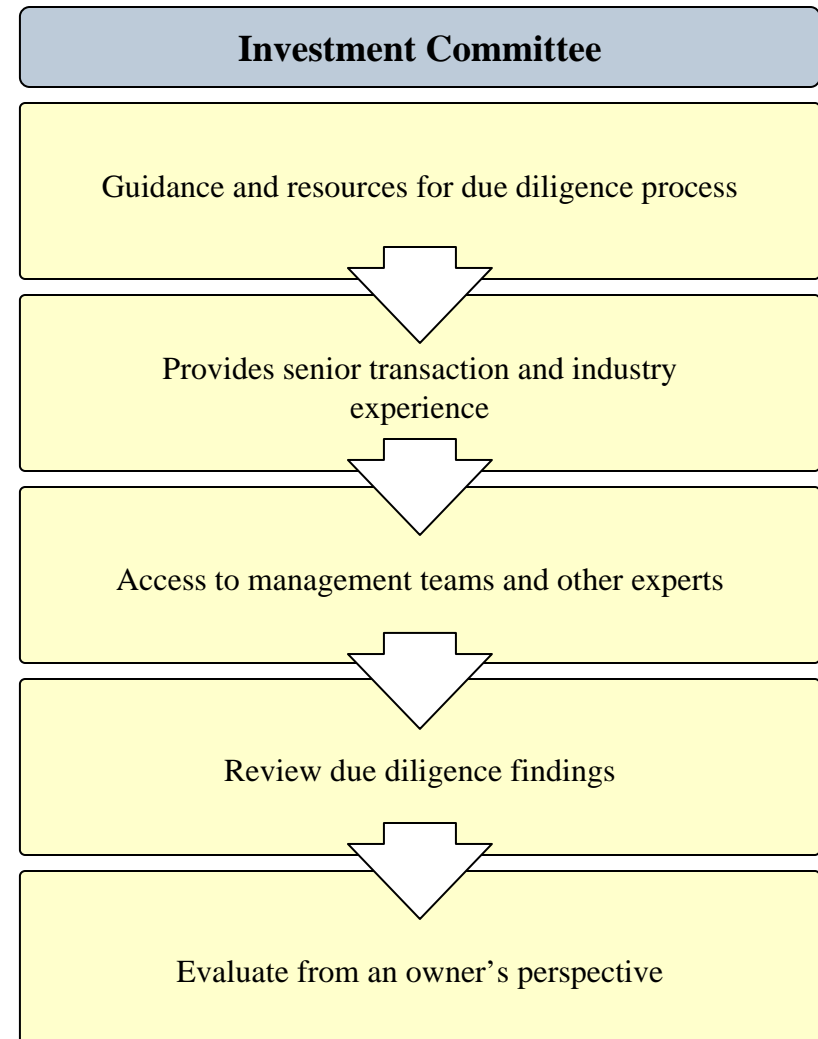 Investment Committee
Guidance and resources for due diligence process
Provides senior transaction and industry
experience
Access to management teams and other experts
Review due diligence findings
Evaluate from an owner’s perspective